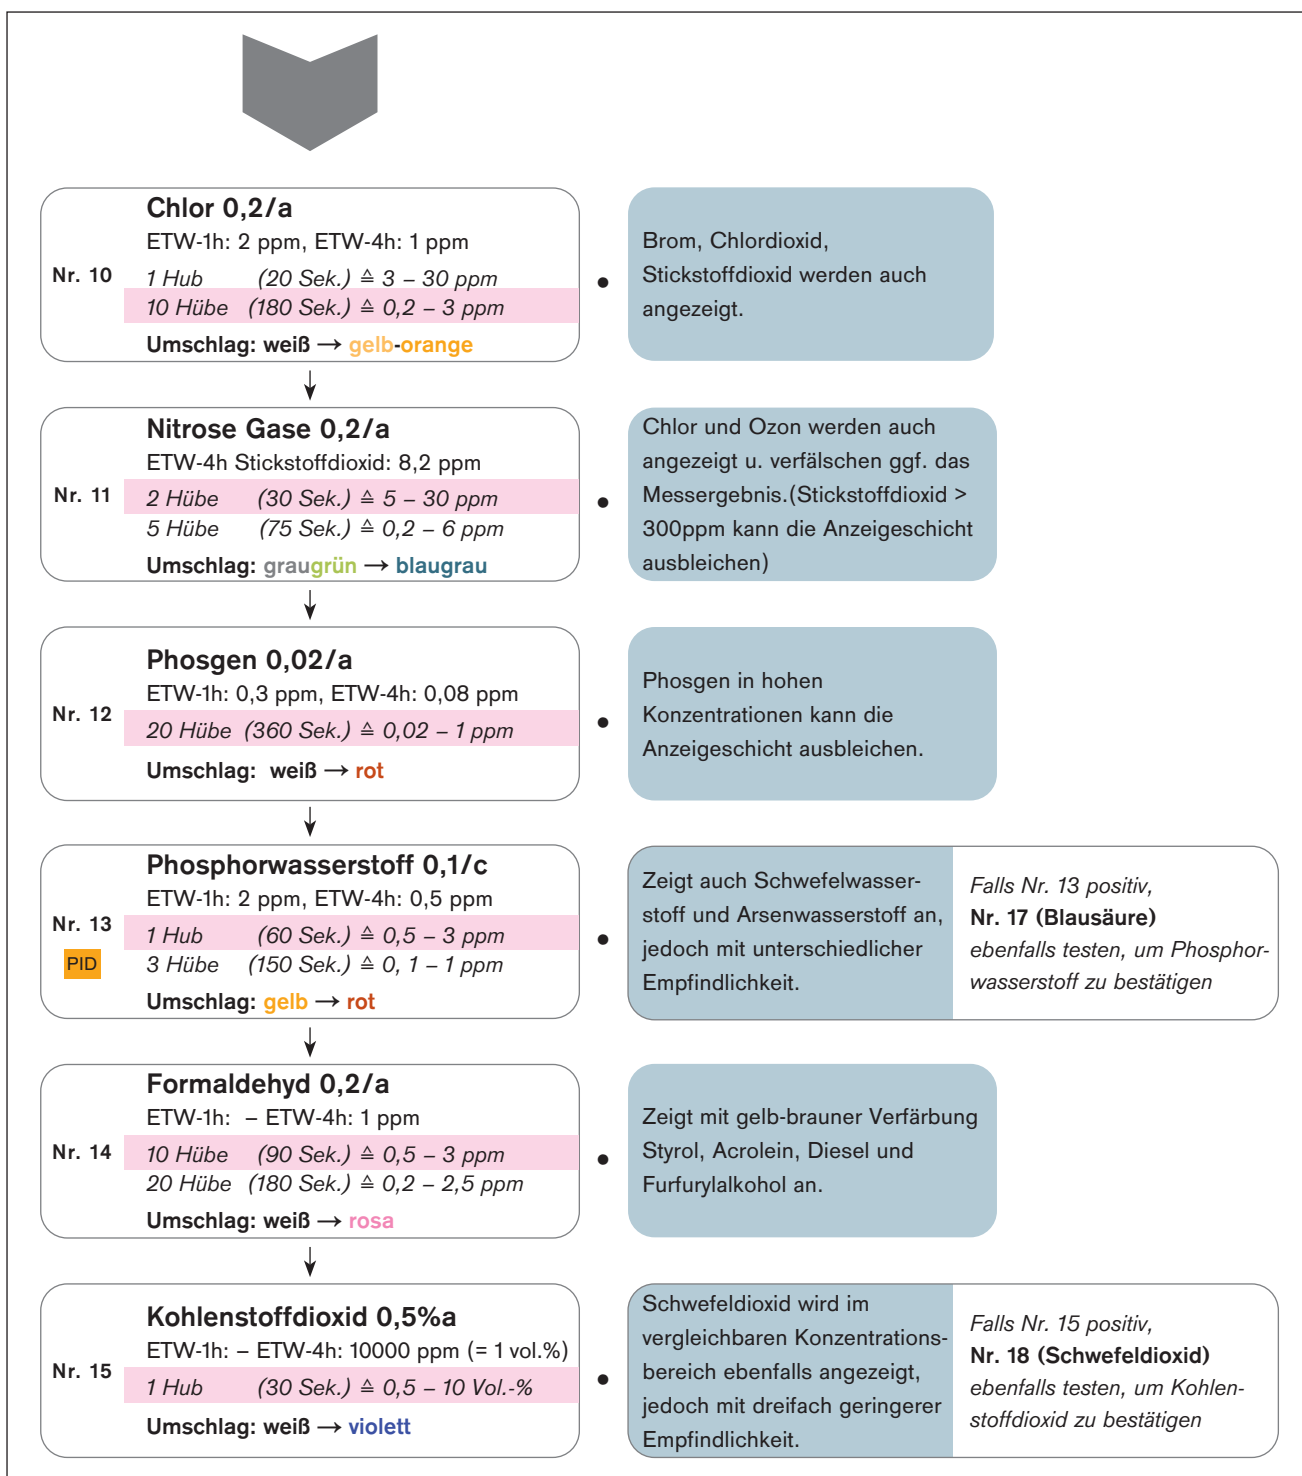 Chlor 0,2/a
ETW-1h: 2 ppm, ETW-4h: 1 ppm
Nr. 10
1 Hub (20 Sek.) ≙ 3 – 30 ppm
10 Hübe (180 Sek.) ≙ 0,2 – 3 ppm
Umschlag: weiß → gelb-orange
Brom, Chlordioxid,
Stickstoffdioxid werden auch
angezeigt.
Nitrose Gase 0,2/a
ETW-4h Stickstoffdioxid: 8,2 ppm
Nr. 11
2 Hübe (30 Sek.) ≙ 5 – 30 ppm
5 Hübe (75 Sek.) ≙ 0,2 – 6 ppm
Umschlag: graugrün → blaugrau
Chlor und Ozon werden auch
angezeigt u. verfälschen ggf. das
Messergebnis.(Stickstoffdioxid >
300ppm kann die Anzeigeschicht
ausbleichen)
Phosgen 0,02/a
ETW-1h: 0,3 ppm, ETW-4h: 0,08 ppm
Nr. 12
20 Hübe (360 Sek.) ≙ 0,02 – 1 ppm
Umschlag: weiß → rot
Phosgen in hohen
Konzentrationen kann die
Anzeigeschicht ausbleichen.
Phosphorwasserstoff 0,1/c
ETW-1h: 2 ppm, ETW-4h: 0,5 ppm
Nr. 13
PID
1 Hub (60 Sek.) ≙ 0,5 – 3 ppm
3 Hübe (150 Sek.) ≙ 0, 1 – 1 ppm
Umschlag: gelb → rot
Zeigt auch Schwefelwasser-
stoff und Arsenwasserstoff an,
jedoch mit unterschiedlicher
Empfindlichkeit.
Falls Nr. 13 positiv,
Nr. 17 (Blausäure)
ebenfalls testen, um Phosphor-
wasserstoff zu bestätigen
Formaldehyd 0,2/a
ETW-1h: – ETW-4h: 1 ppm
Nr. 14
10 Hübe (90 Sek.) ≙ 0,5 – 3 ppm
20 Hübe (180 Sek.) ≙ 0,2 – 2,5 ppm
Umschlag: weiß → rosa
Zeigt mit gelb-brauner Verfärbung
Styrol, Acrolein, Diesel und
Furfurylalkohol an.
Kohlenstoffdioxid 0,5%a
ETW-1h: – ETW-4h: 10000 ppm (= 1 vol.%)
Nr. 15
1 Hub (30 Sek.) ≙ 0,5 – 10 Vol.-%
Umschlag: weiß → violett
Schwefeldioxid wird im
vergleichbaren Konzentrations-
bereich ebenfalls angezeigt,
jedoch mit dreifach geringerer
Empfindlichkeit.
Falls Nr. 15 positiv,
Nr. 18 (Schwefeldioxid)
ebenfalls testen, um Kohlen-
stoffdioxid zu bestätigen